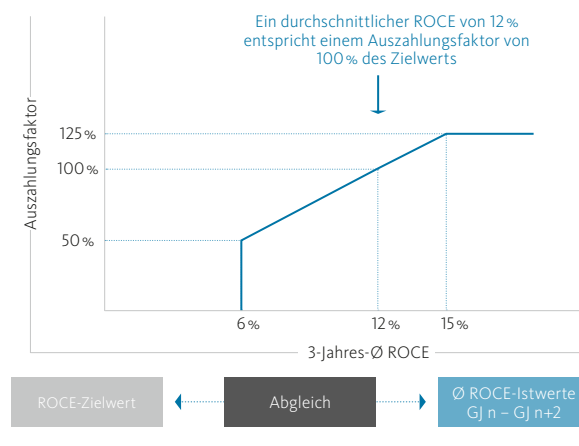 Ein durchschnittlicher ROCE von 12 %
entspricht einem Auszahlungsfaktor von
100 % des Zielwerts
Auszahlungsfaktor
125 %
100 %
50 %
6 %
12 %
15 %
3-Jahres-Ø ROCE
ROCE-Zielwert
Abgleich
Ø ROCE-Istwerte
GJ n – GJ n+2